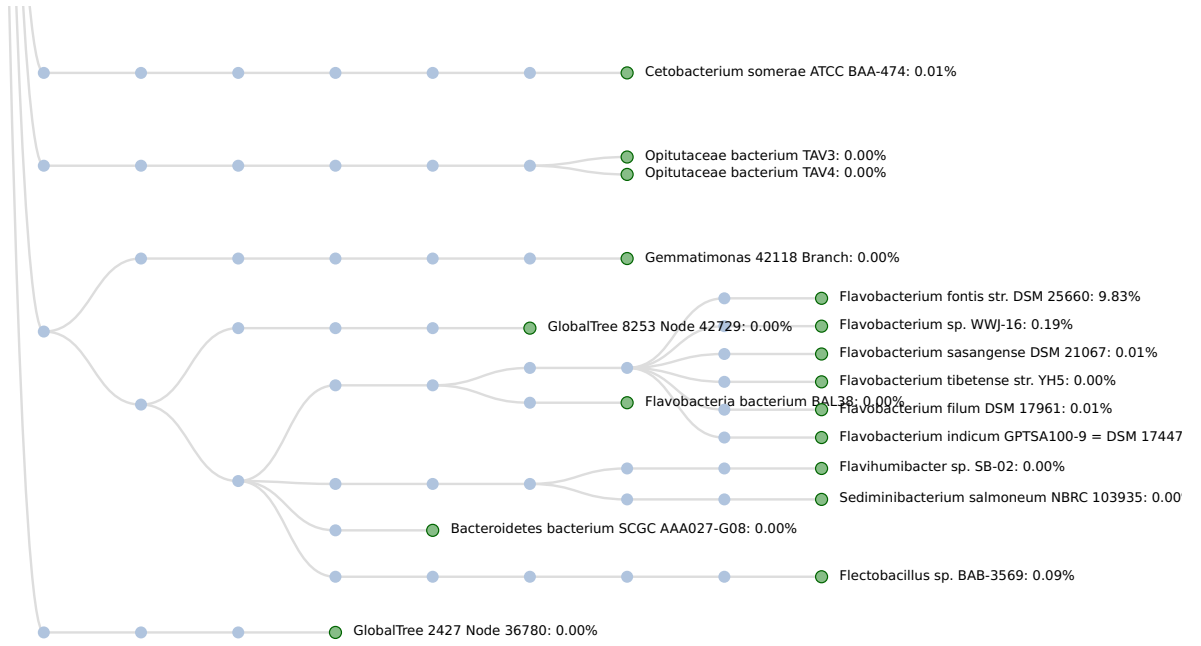 Cetobacterium somerae ATCC BAA-474: 0.01%
Opitutaceae bacterium TAV3: 0.00%
Opitutaceae bacterium TAV4: 0.00%
Gemmatimonas 42118 Branch: 0.00%
Flavobacterium fontis str. DSM 25660: 9.83%
GlobalTree 8253 Node 42729: 0.00%
Flavobacterium sp. WWJ-16: 0.19%
Flavobacterium sasangense DSM 21067: 0.01%
Flavobacterium tibetense str. YH5: 0.00%
Flavobacteria bacterium BAL38: 0.00%
Flavobacterium filum DSM 17961: 0.01%
Flavobacterium indicum GPTSA100-9 = DSM 17447
Flavihumibacter sp. SB-02: 0.00%
Sediminibacterium salmoneum NBRC 103935: 0.00
Bacteroidetes bacterium SCGC AAA027-G08: 0.00%
Flectobacillus sp. BAB-3569: 0.09%
GlobalTree 2427 Node 36780: 0.00%